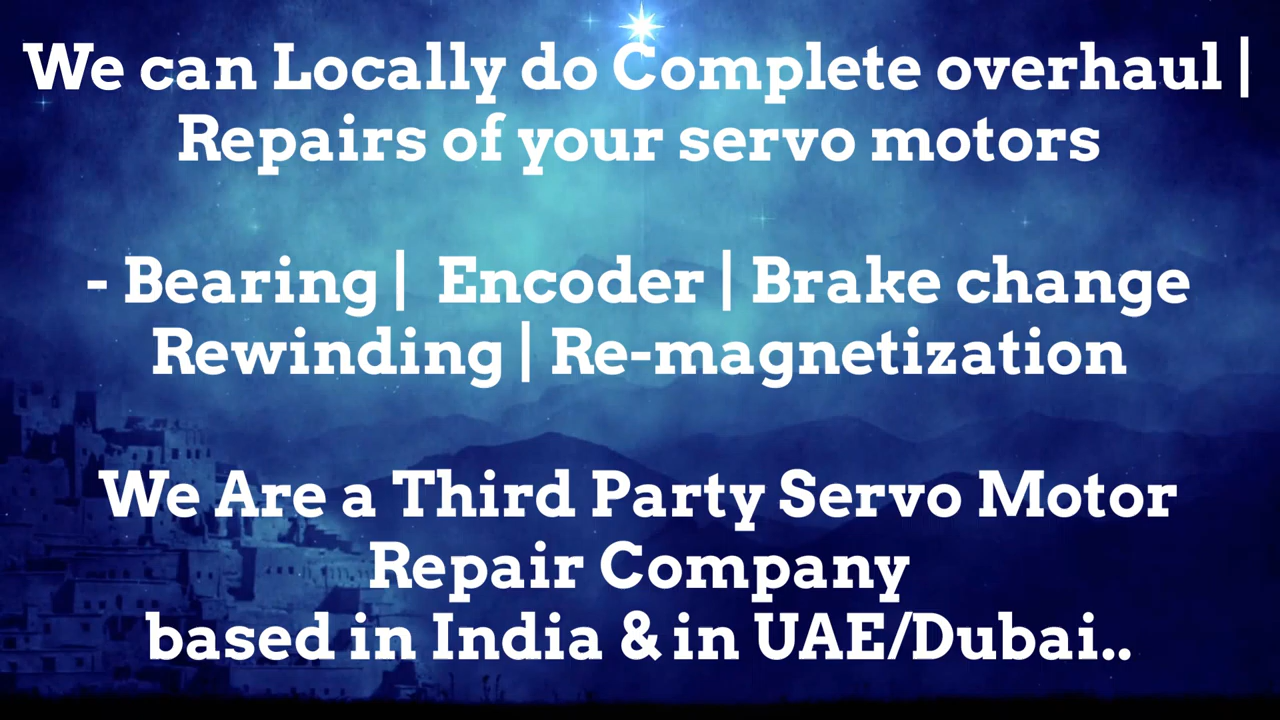 We can Locally do Complete overhaul |
Repairs of your servo motors
- Bearing |  Encoder | Brake change
Rewinding | Re-magnetization
We Are a Third Party Servo Motor
Repair Company
based in India & in UAE/Dubai..